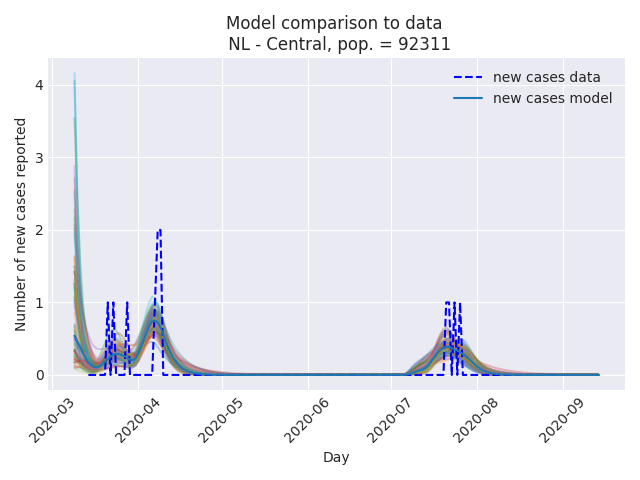 Model comparison to data
NL - Central, pop. = 92311
new cases data
new cases model
Number of new cases reported
4
3
2
1
0
2020-03
2020-04
2020-05
2020-06
2020-07
2020-08
2020-09
Day